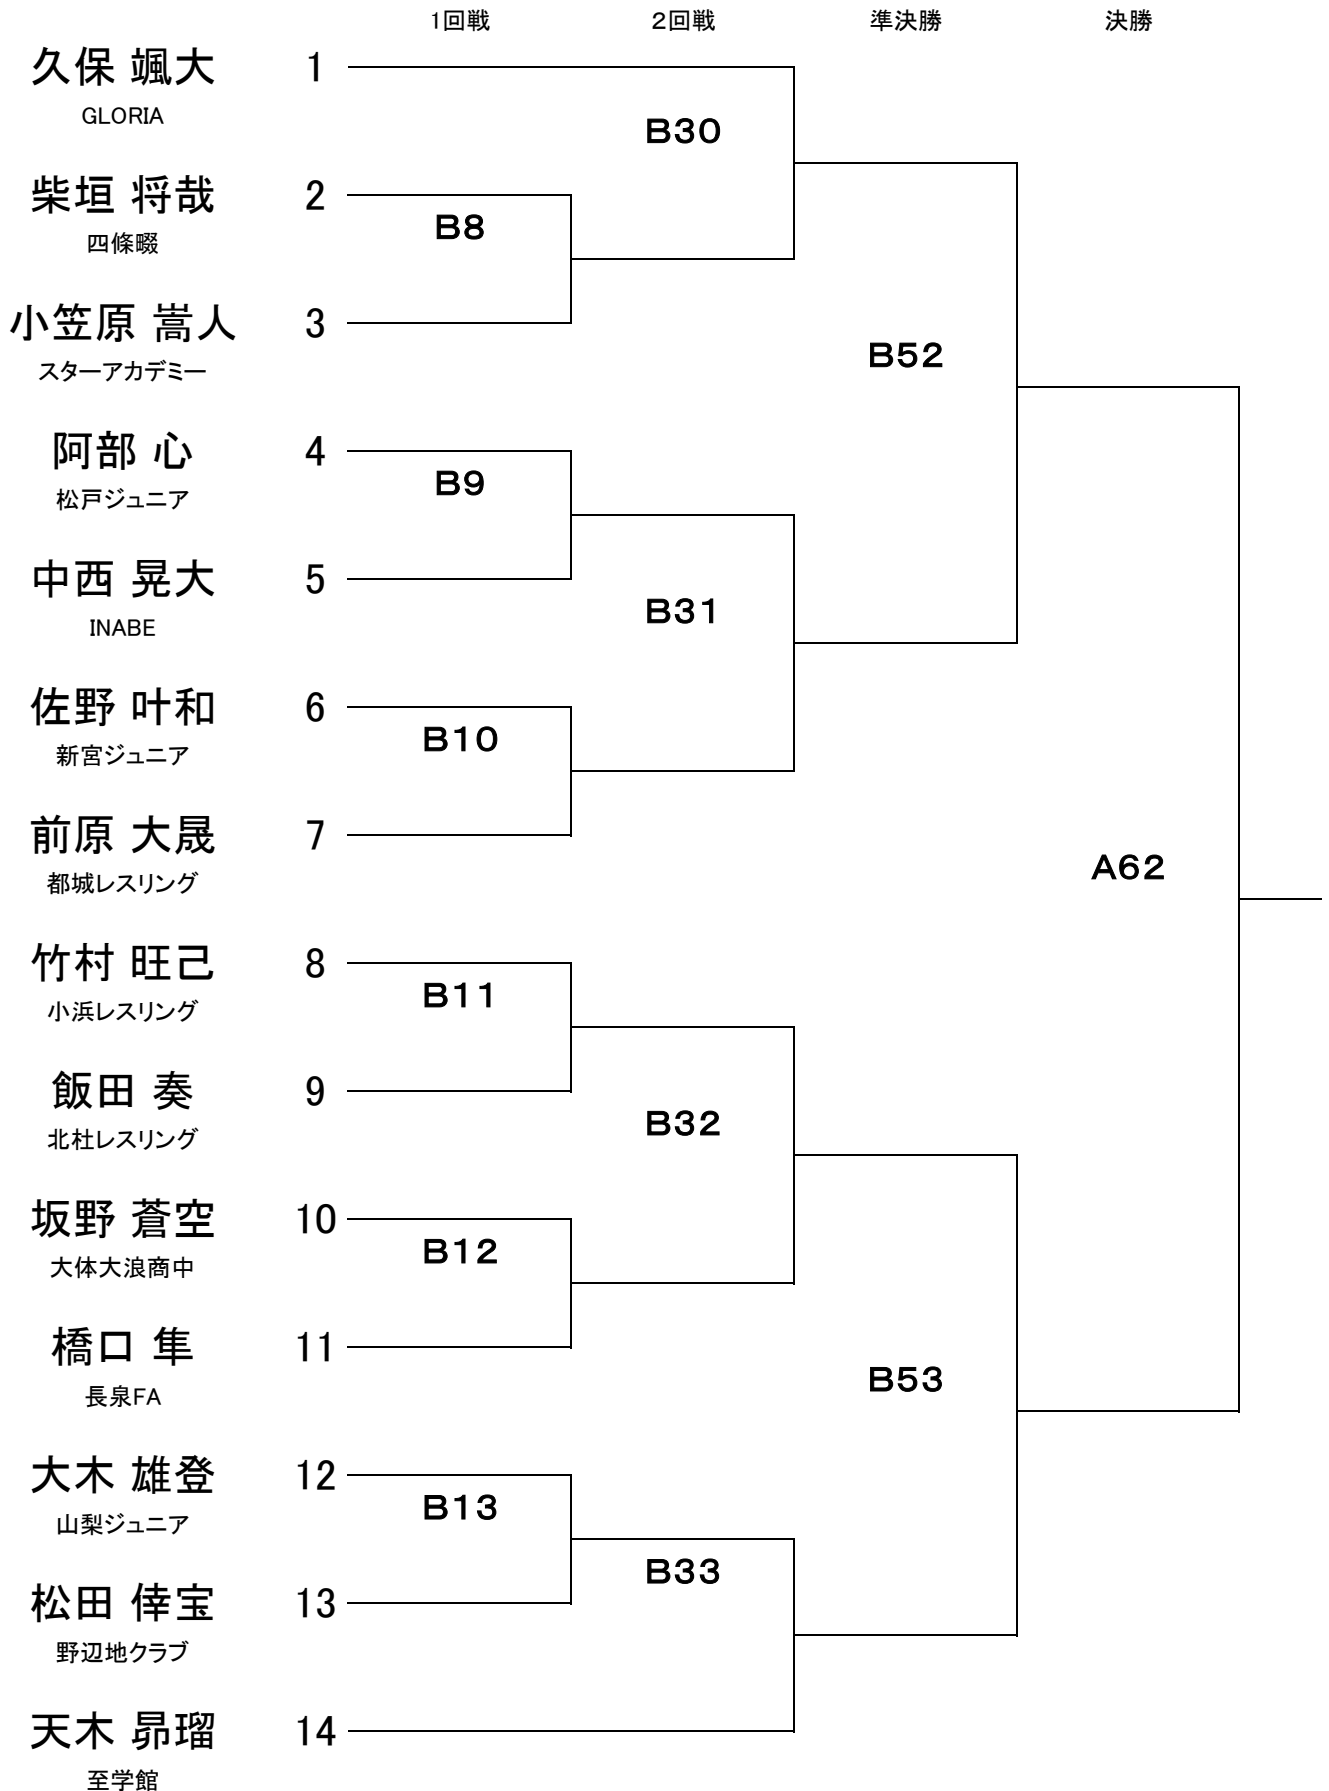 1回戦 2回戦 準決勝 決勝
久保 颯大 1
GLORIA
B30
柴垣 将哉 2
B8
四條畷
小笠原 嵩人 3
スターアカデミー
B52
阿部 心 4
B9
松戸ジュニア
中西 晃大 5
INABE
B31
佐野 叶和 6
B10
新宮ジュニア
前原 大晟 7
都城レスリング
A62
竹村 旺己 8
B11
小浜レスリング
飯田 奏 9
北杜レスリング
B32
坂野 蒼空 10
B12
大体大浪商中
橋口 隼 11
長泉FA
B53
大木 雄登 12
B13
山梨ジュニア
B33
松田 倖宝 13
野辺地クラブ
天木 昴瑠 14
至学館